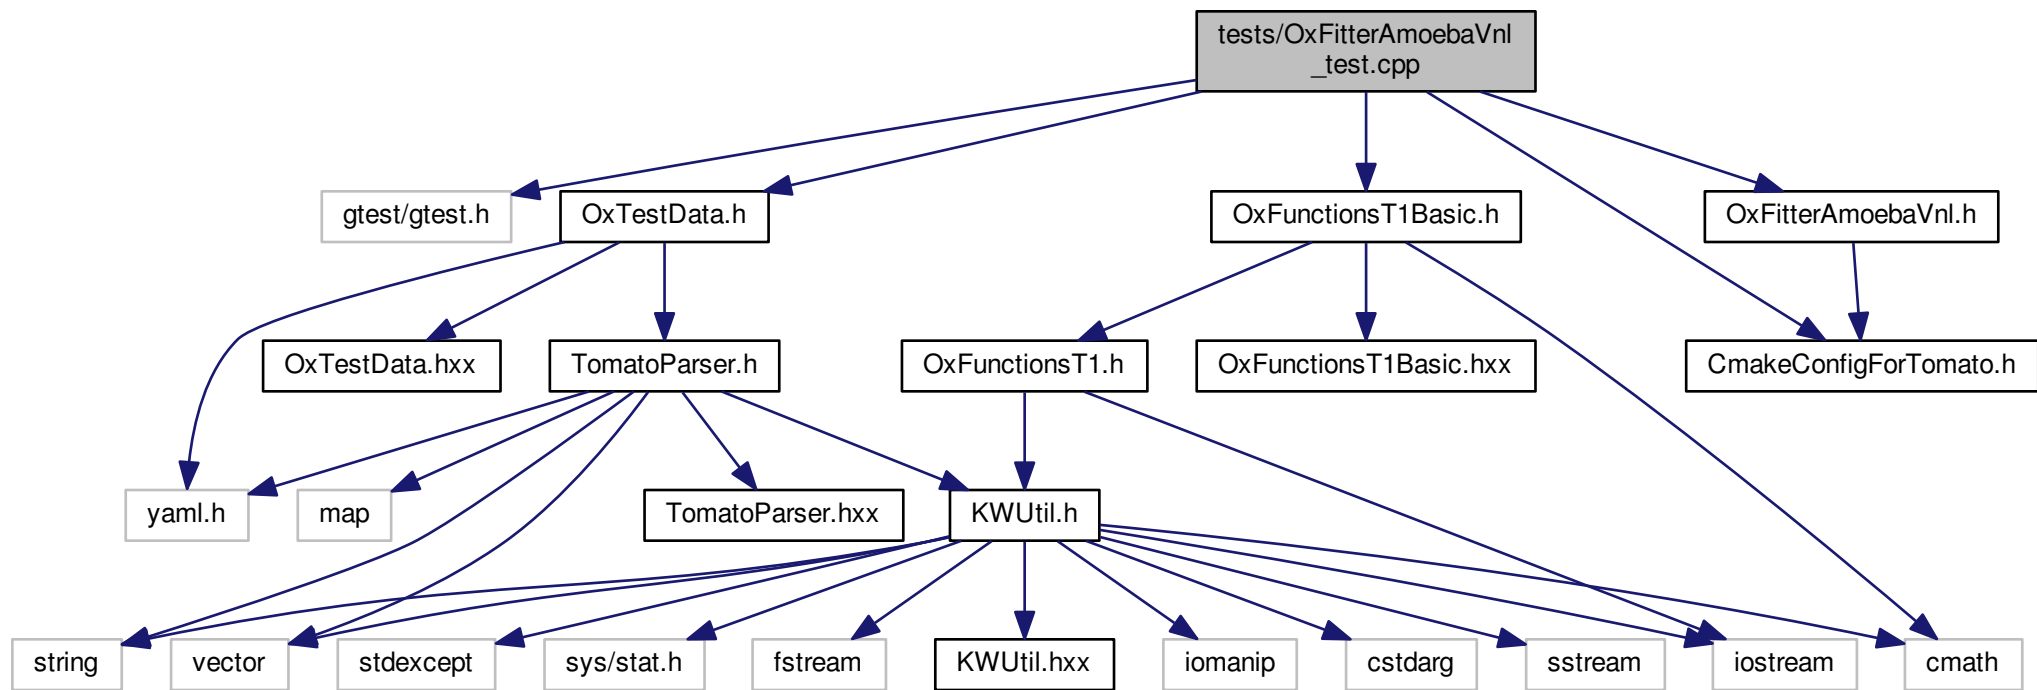 tests/OxFitterAmoebaVnl
_test.cpp
gtest/gtest.h
OxTestData.h
OxFunctionsT1Basic.h
OxFitterAmoebaVnl.h
OxTestData.hxx
TomatoParser.h
OxFunctionsT1.h
OxFunctionsT1Basic.hxx
CmakeConfigForTomato.h
yaml.h
map
TomatoParser.hxx
KWUtil.h
string
vector
stdexcept
sys/stat.h
fstream
KWUtil.hxx
iomanip
cstdarg
sstream
iostream
cmath